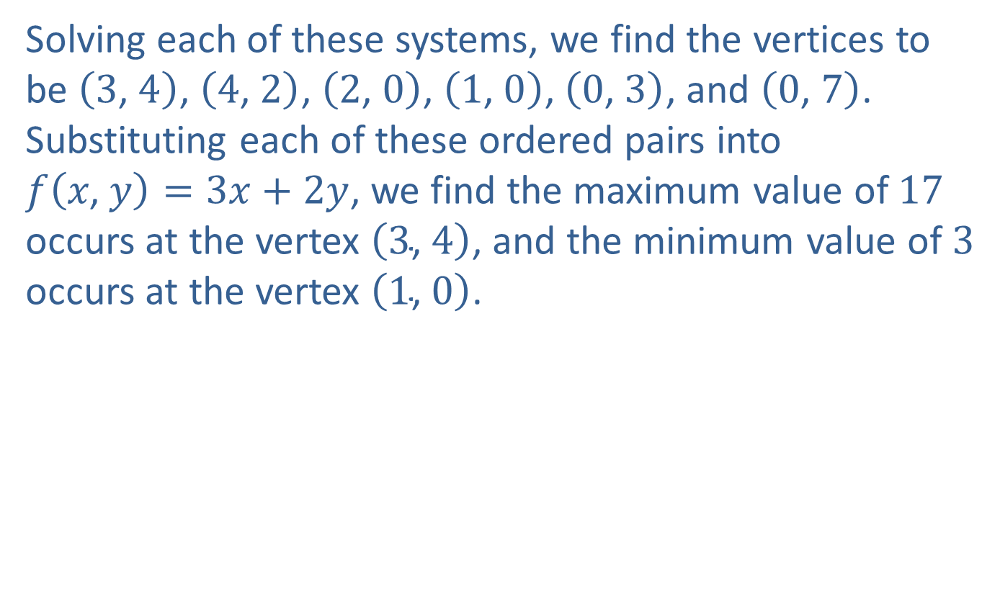 Solving each of these systems, we find the vertices to
be (3, 4), (4, 2), (2, 0), (1, 0), (0, 3), and (0, 7).
Substituting each of these ordered pairs into
f(x, y) = 3x + 2y, we find the maximum value of 17
occurs at the vertex (3., 4), and the minimum value of 3
occurs at the vertex (1., 0).